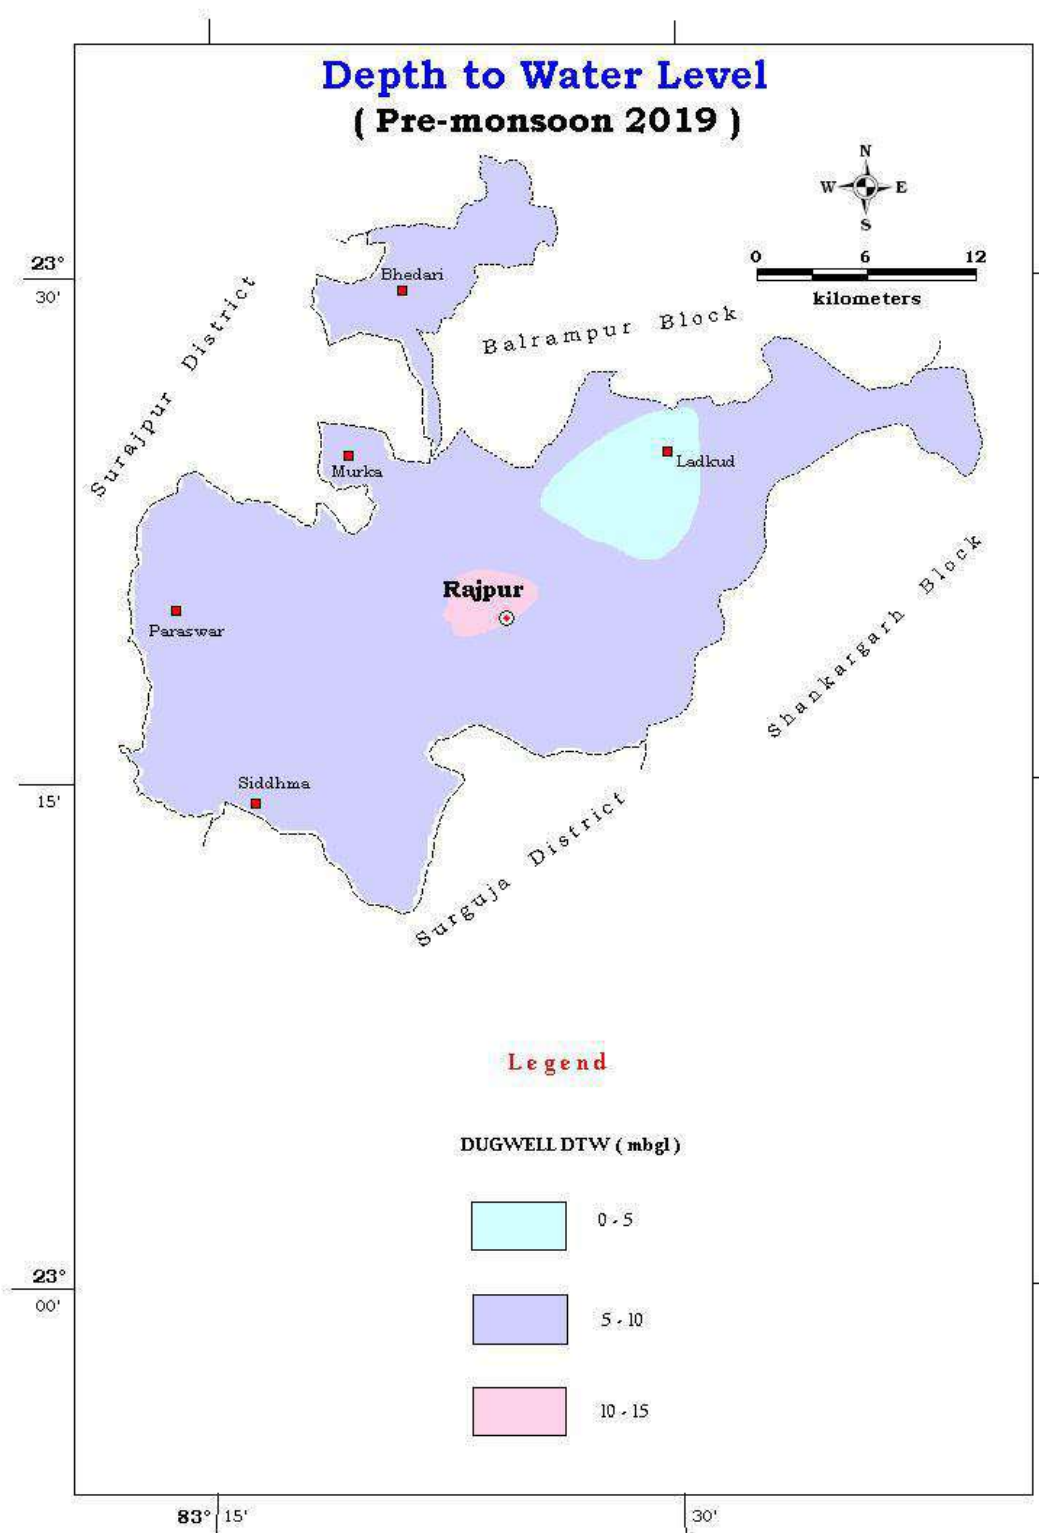 Depth to Water Level
( Pre-monsoon 2019 )
N
W E
S
0 6 12
kilometers
23°
30'
Bhedari
Surajpur District
Balrampur Block
Murka
Ladkud
Rajpur
Paraswar
Shankargarh Block
Siddhma
15'
Surguja District
Legend
DUGWELL DTW ( mbgl )
0 - 5
23°
00'
5 - 10
10 - 15
83° 15' 30'